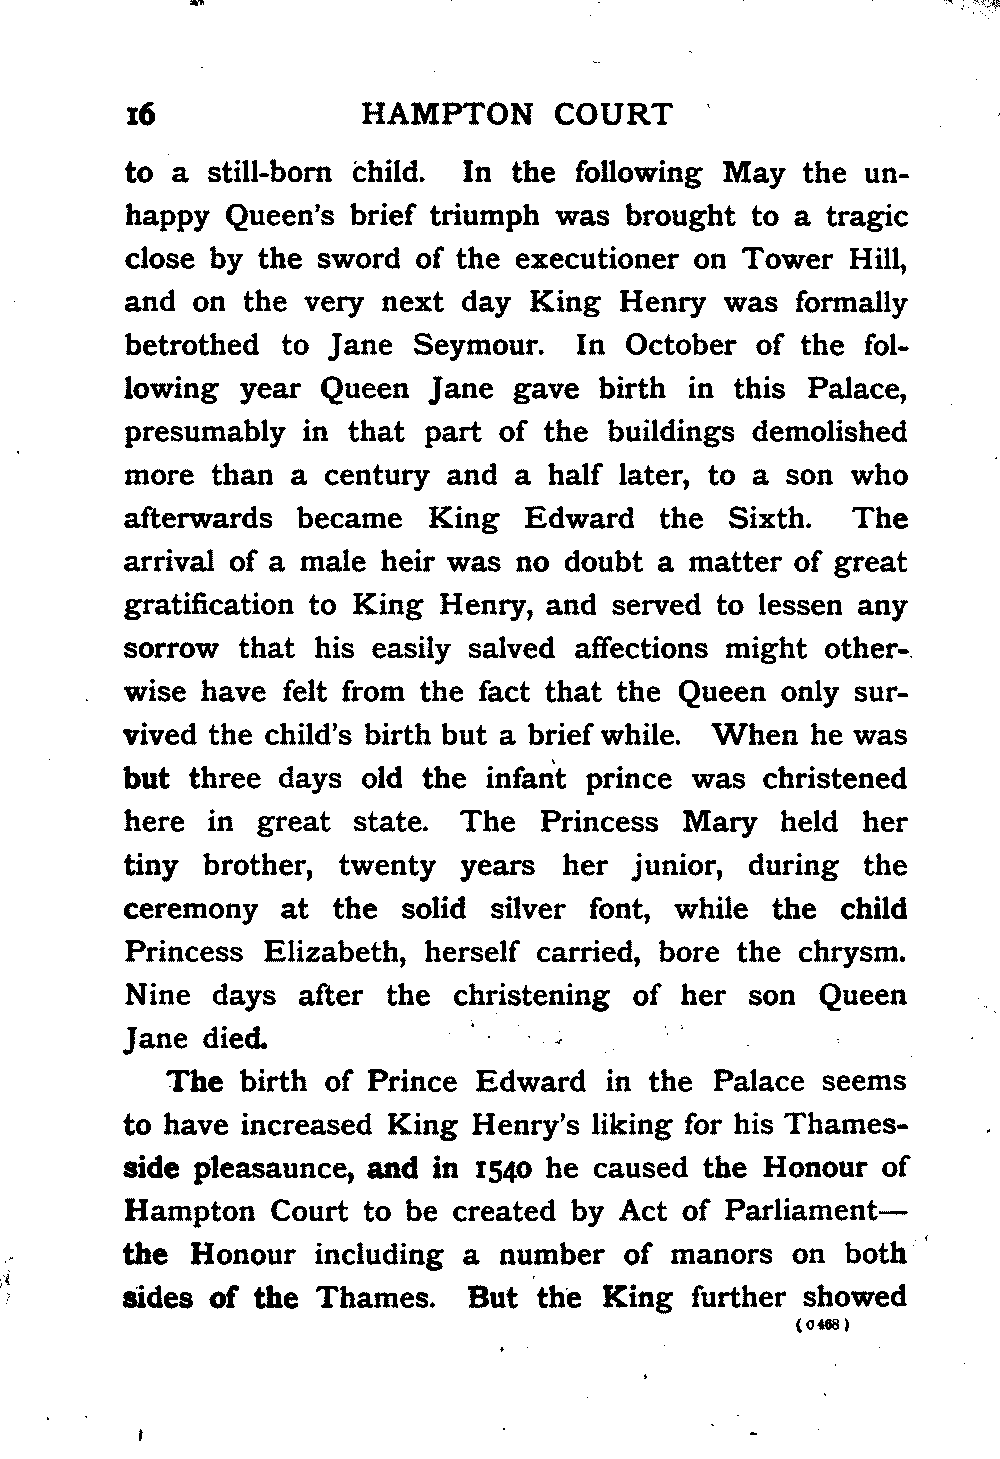 16 HAMPTON COURT
to a still-born child. In the following May the un-
happy Queen's brief triumph was brought to a tragic
close by the sword of the executioner on Tower Hill,
and on the very next day King Henry was formally
betrothed to Jane Seymour. In October of the fol-
lowing year Queen Jane gave birth in this Palace,
presumably in that part of the buildings demolished
more than a century and a half later, to a son who
afterwards became King Edward the Sixth. The
arrival of a male heir was no doubt a matter of great
gratification to King Henry, and served to lessen any
sorrow that his easily salved affections might other-
wise have felt from the fact that the Queen only sur-
vived the child's birth but a brief while. When he was
but three days old the infant prince was christened
here in great state. The Princess Mary held her
tiny brother, twenty years her junior, during the
ceremony at the solid silver font, while the child
Princess Elizabeth, herself carried, bore the chrysm.
Nine days after the christening of her son Queen
Jane died.
The birth of Prince Edward in the Palace seems
to have increased King Henry's liking for his Thames-
side pleasaunce, and in 1540 he caused the Honour of
Hampton Court to be created by Act of Parliament—
the Honour including a number of manors on both
sides of the Thames. But the King further showed
(0468)